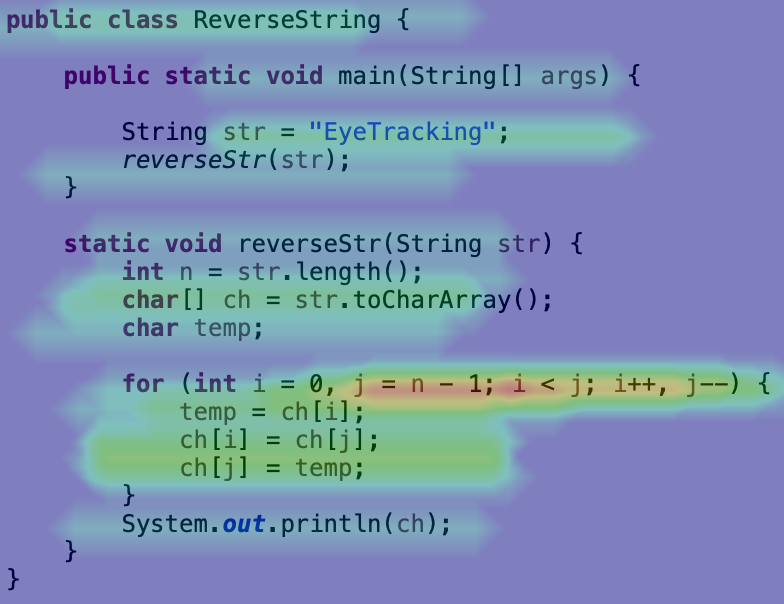 public class ReverseString {
public static void main(String[] args) {
String str = "EyeTracking";
reverseStr(str);
}
static void reverseStr(String str) {
int n = str.length();
char[] ch = str.toCharArray();
char temp;
for (int i = 0, j = n - 1; i < j; i++, j--) {
temp = ch[i];
ch[i] = ch[j];
ch[j] = temp;
}
System.out.println(ch);
}
}